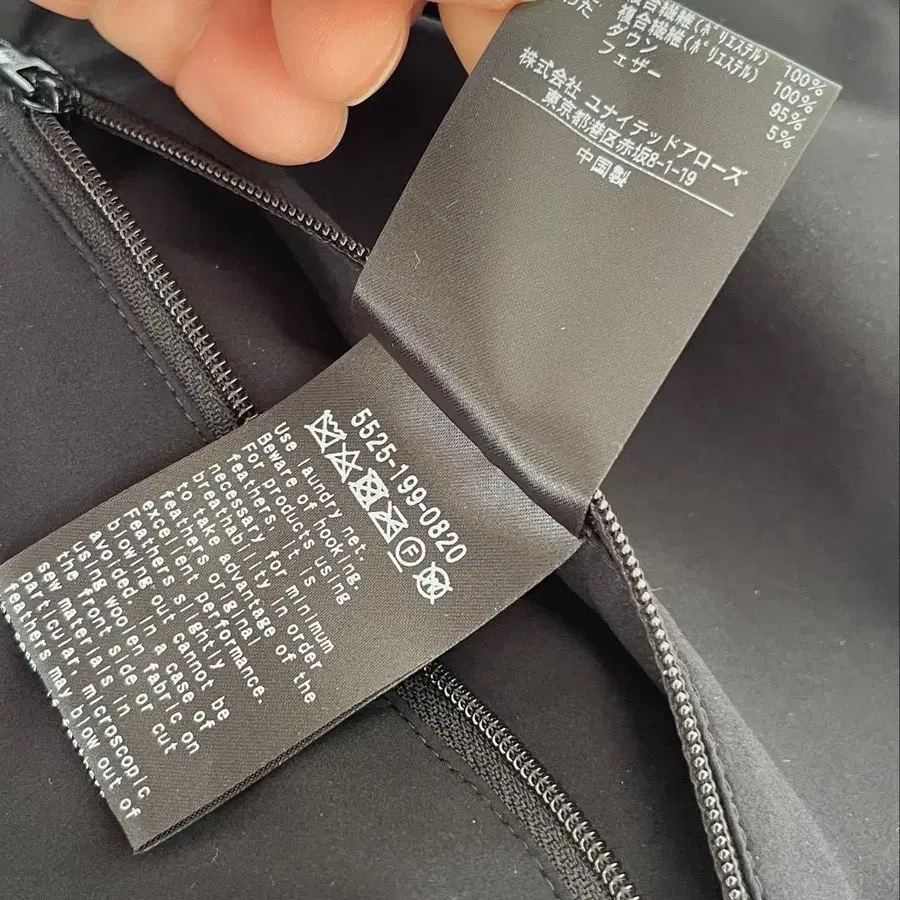 わた
複合繊維(ポリエステル) 100%
複合繊維(ポリエステル) 100%
ダウン 95%
フェザー 5%
株式会社 ユナイテッドアローズ
東京都港区赤坂8-1-19
中国製
5525-199-0820
F
Use laundry net.
Beware of hooking.
For products using
feathers, it is
necessary for minimum
breathability in order
to take advantage of
feathers original
excellent performance.
Feathers slightly
blowing out cannot be
avoided. In a case of
using woolen fabric on
the front side or cut
sew materials in
particular, microscopic
feathers may blow out of